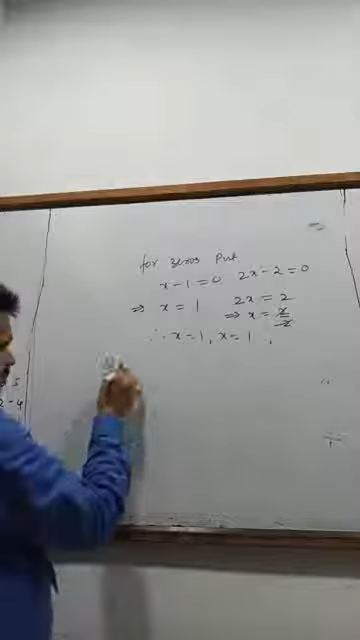 for zeros put
x - 1 = 0 2x - 2 = 0
⇒ x = 1 2x = 2
⇒ x = 2/2
∴ x = 1, x = 1,